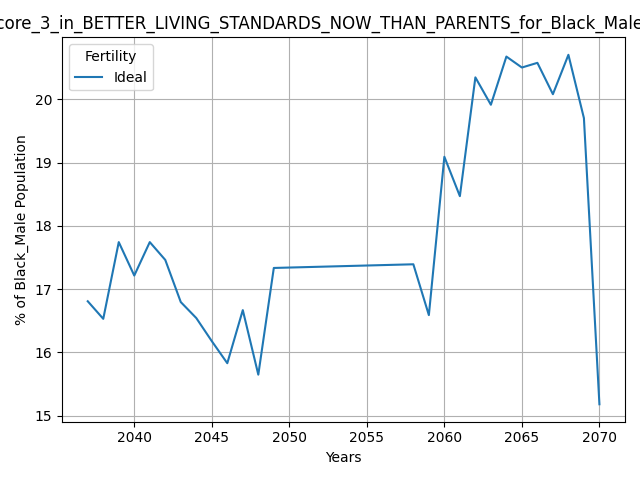 core_3_in_BETTER_LIVING_STANDARDS_NOW_THAN_PARENTS_for_Black_Male
Fertility
Ideal
% of Black_Male Population
20
19
18
17
16
15
2040
2045
2050
2055
2060
2065
2070
Years